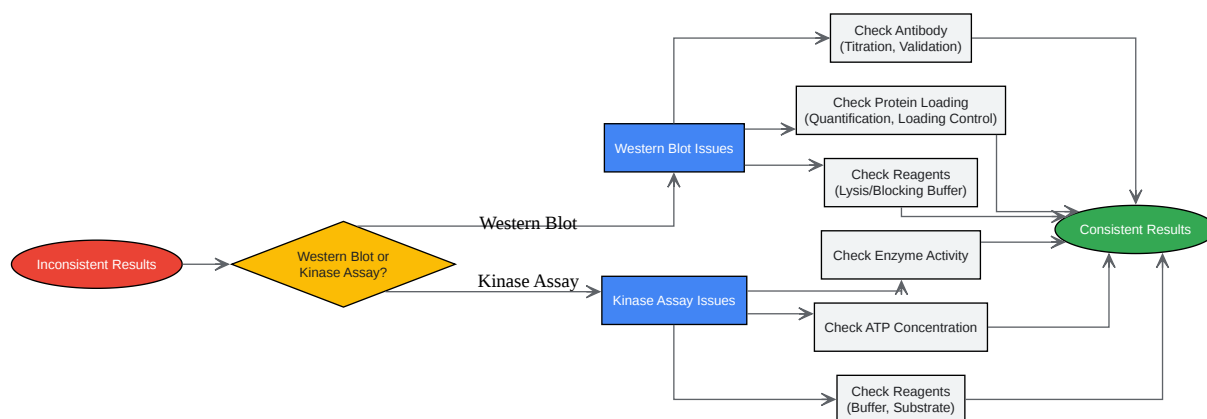 Inconsistent Results
Western Blot or
Kinase Assay?
Western Blot
Kinase Assay
Western Blot Issues
Kinase Assay Issues
Check Antibody
(Titration, Validation)
Check Protein Loading
(Quantification, Loading Control)
Check Reagents
(Lysis/Blocking Buffer)
Check Enzyme Activity
Check ATP Concentration
Check Reagents
(Buffer, Substrate)
Consistent Results